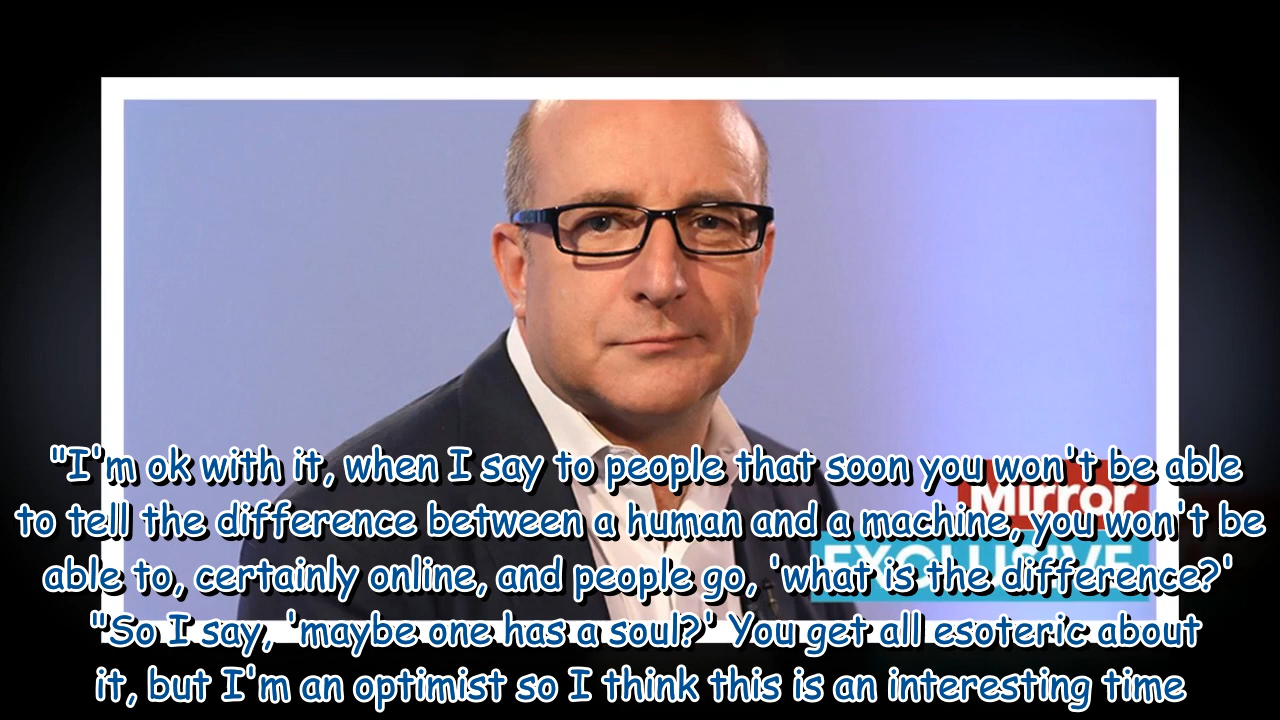 "I'm ok with it, when I say to people that soon you won't be able
to tell the difference between a human and a machine, you won't be
able to, certainly online, and people go, 'what is the difference?'
"So I say, 'maybe one has a soul?' You get all esoteric about
it, but I'm an optimist so I think this is an interesting time
Mirror
EXCLUSIVE